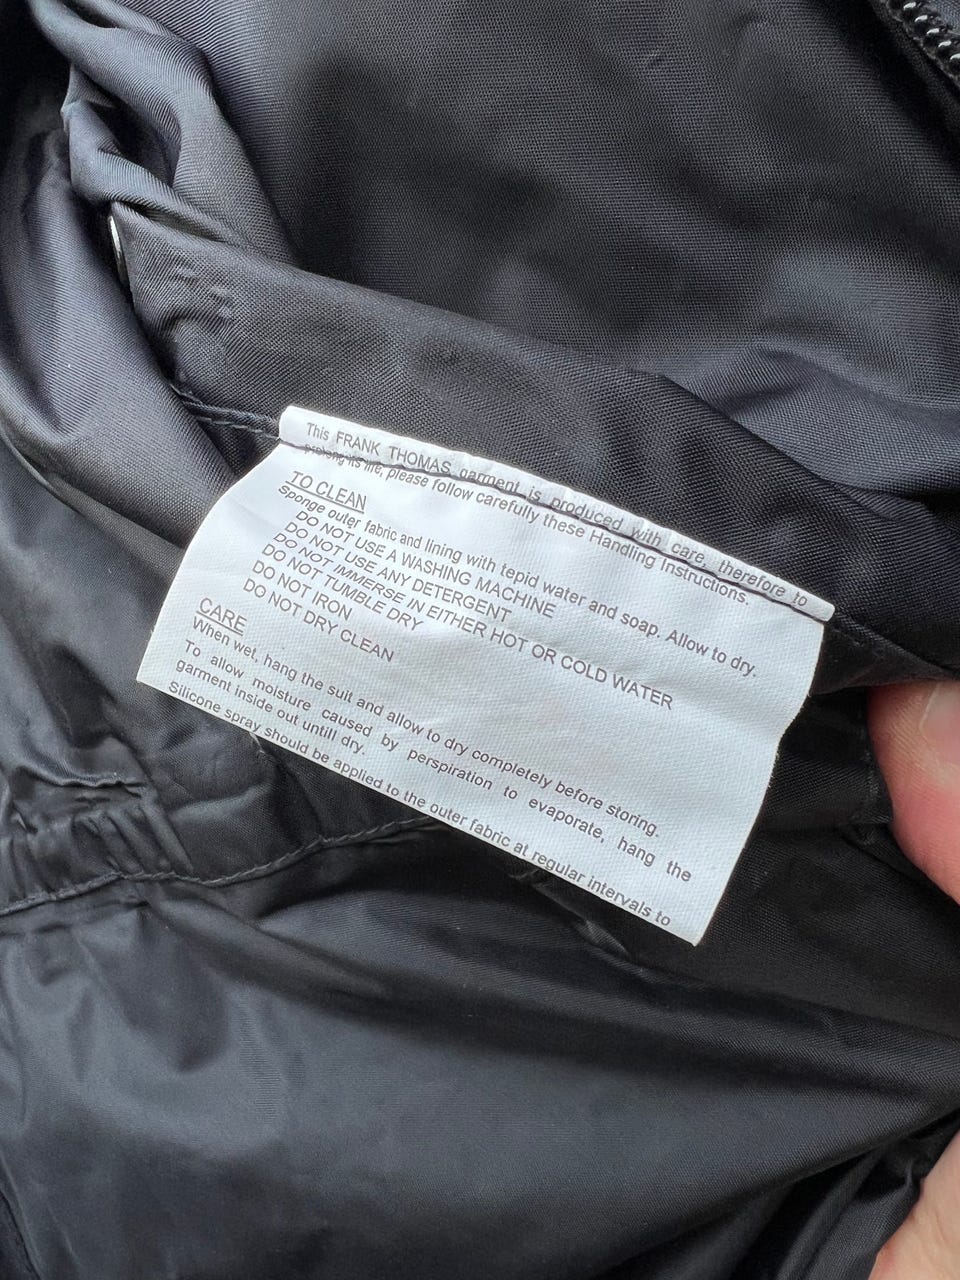 This FRANK THOMAS garment is produced with care, therefore to
prolong its life, please follow carefully these Handling Instructions.
TO CLEAN
Sponge outer fabric and lining with tepid water and soap. Allow to dry.
DO NOT USE A WASHING MACHINE
DO NOT USE ANY DETERGENT
DO NOT IMMERSE IN EITHER HOT OR COLD WATER
DO NOT TUMBLE DRY
DO NOT IRON
DO NOT DRY CLEAN
CARE
When wet, hang the suit and allow to dry completely before storing.
To allow moisture caused by perspiration to evaporate, hang the
garment inside out untill dry.
Silicone spray should be applied to the outer fabric at regular intervals to